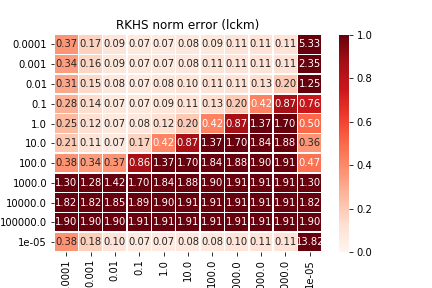 RKHS norm error (lckm)
0.0001 0.37 0.17 0.09 0.07 0.07 0.08 0.09 0.11 0.11 0.11 5.33
0.001 0.34 0.16 0.09 0.07 0.07 0.08 0.11 0.11 0.11 0.11 2.35
0.01 0.31 0.15 0.08 0.07 0.08 0.10 0.11 0.11 0.13 0.20 1.25
0.1 0.28 0.14 0.07 0.07 0.09 0.11 0.13 0.20 0.42 0.87 0.76
1.0 0.25 0.12 0.07 0.08 0.12 0.20 0.42 0.87 1.37 1.70 0.50
10.0 0.21 0.11 0.07 0.17 0.42 0.87 1.37 1.70 1.84 1.88 0.36
100.0 0.38 0.34 0.37 0.86 1.37 1.70 1.84 1.88 1.90 1.91 0.47
1000.0 1.30 1.28 1.42 1.70 1.84 1.88 1.90 1.91 1.91 1.91 1.30
10000.0 1.82 1.82 1.85 1.89 1.90 1.91 1.91 1.91 1.91 1.91 1.82
100000.0 1.90 1.90 1.90 1.91 1.91 1.91 1.91 1.91 1.91 1.91 1.90
1e-05 0.38 0.18 0.10 0.07 0.07 0.08 0.08 0.10 0.11 0.11 13.82
.0001 0.001 0.01 0.1 1.0 10.0 100.0 000.0 000.0 000.0 1e-05
1.0
0.8
0.6
0.4
0.2
0.0